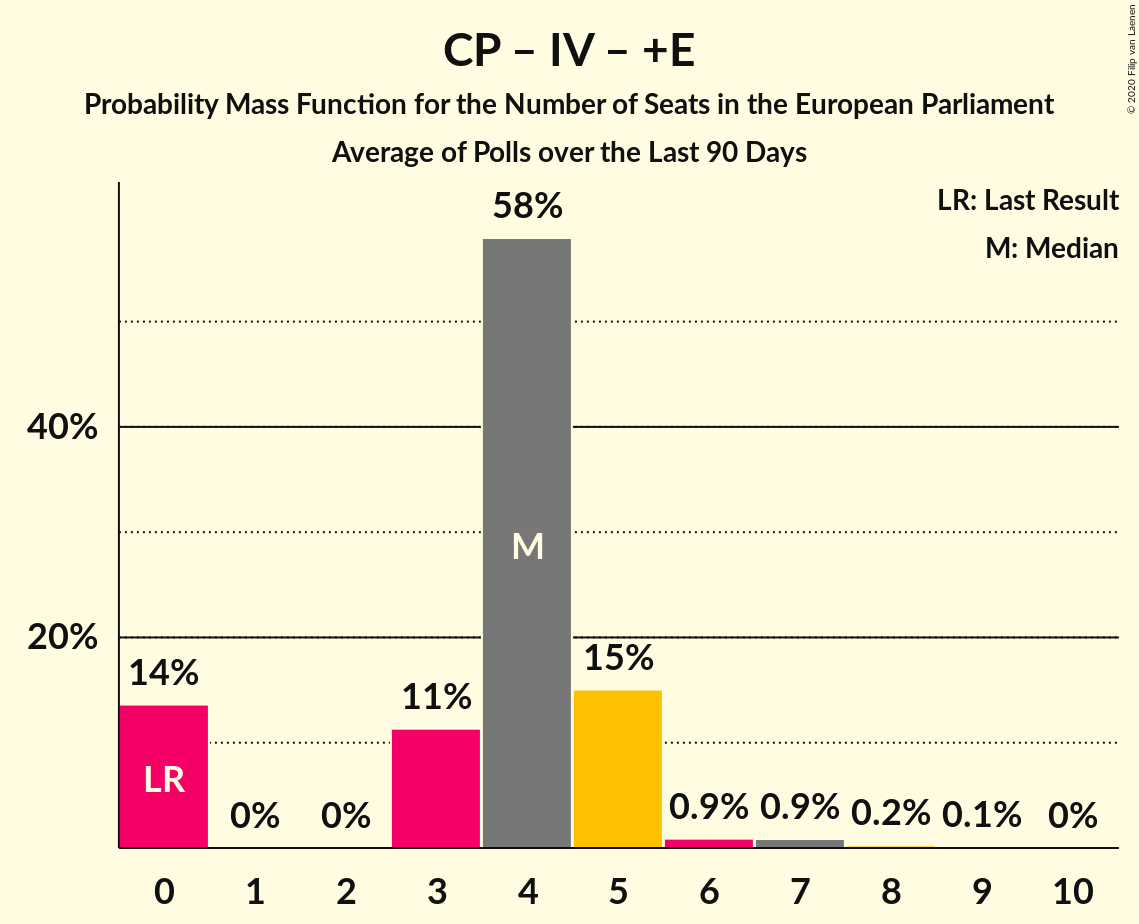 CP – IV – +E
Probability Mass Function for the Number of Seats in the European Parliament
Average of Polls over the Last 90 Days
© 2020 Filip van Laenen
LR: Last Result
M: Median
58%
40%
M
20%
15%
14%
11%
LR
0%
0%
0.9%
0.9%
0.2%
0.1%
0%
0 1 2 3 4 5 6 7 8 9 10